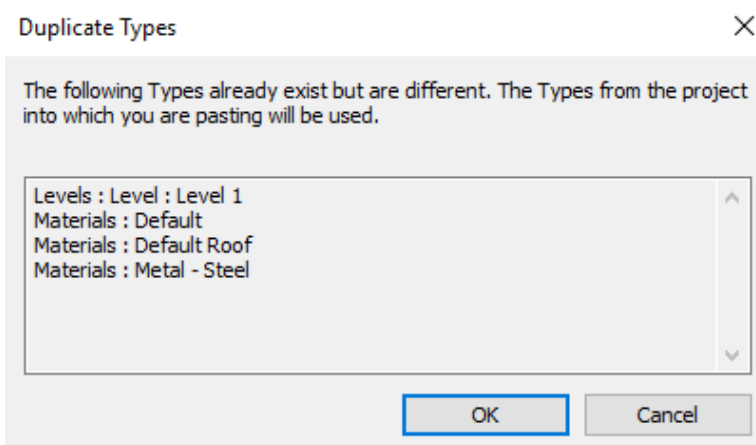 Duplicate Types
The following Types already exist but are different. The Types from the project
into which you are pasting will be used.
Levels : Level : Level 1
Materials : Default
Materials : Default Roof
Materials : Metal - Steel
OK
Cancel